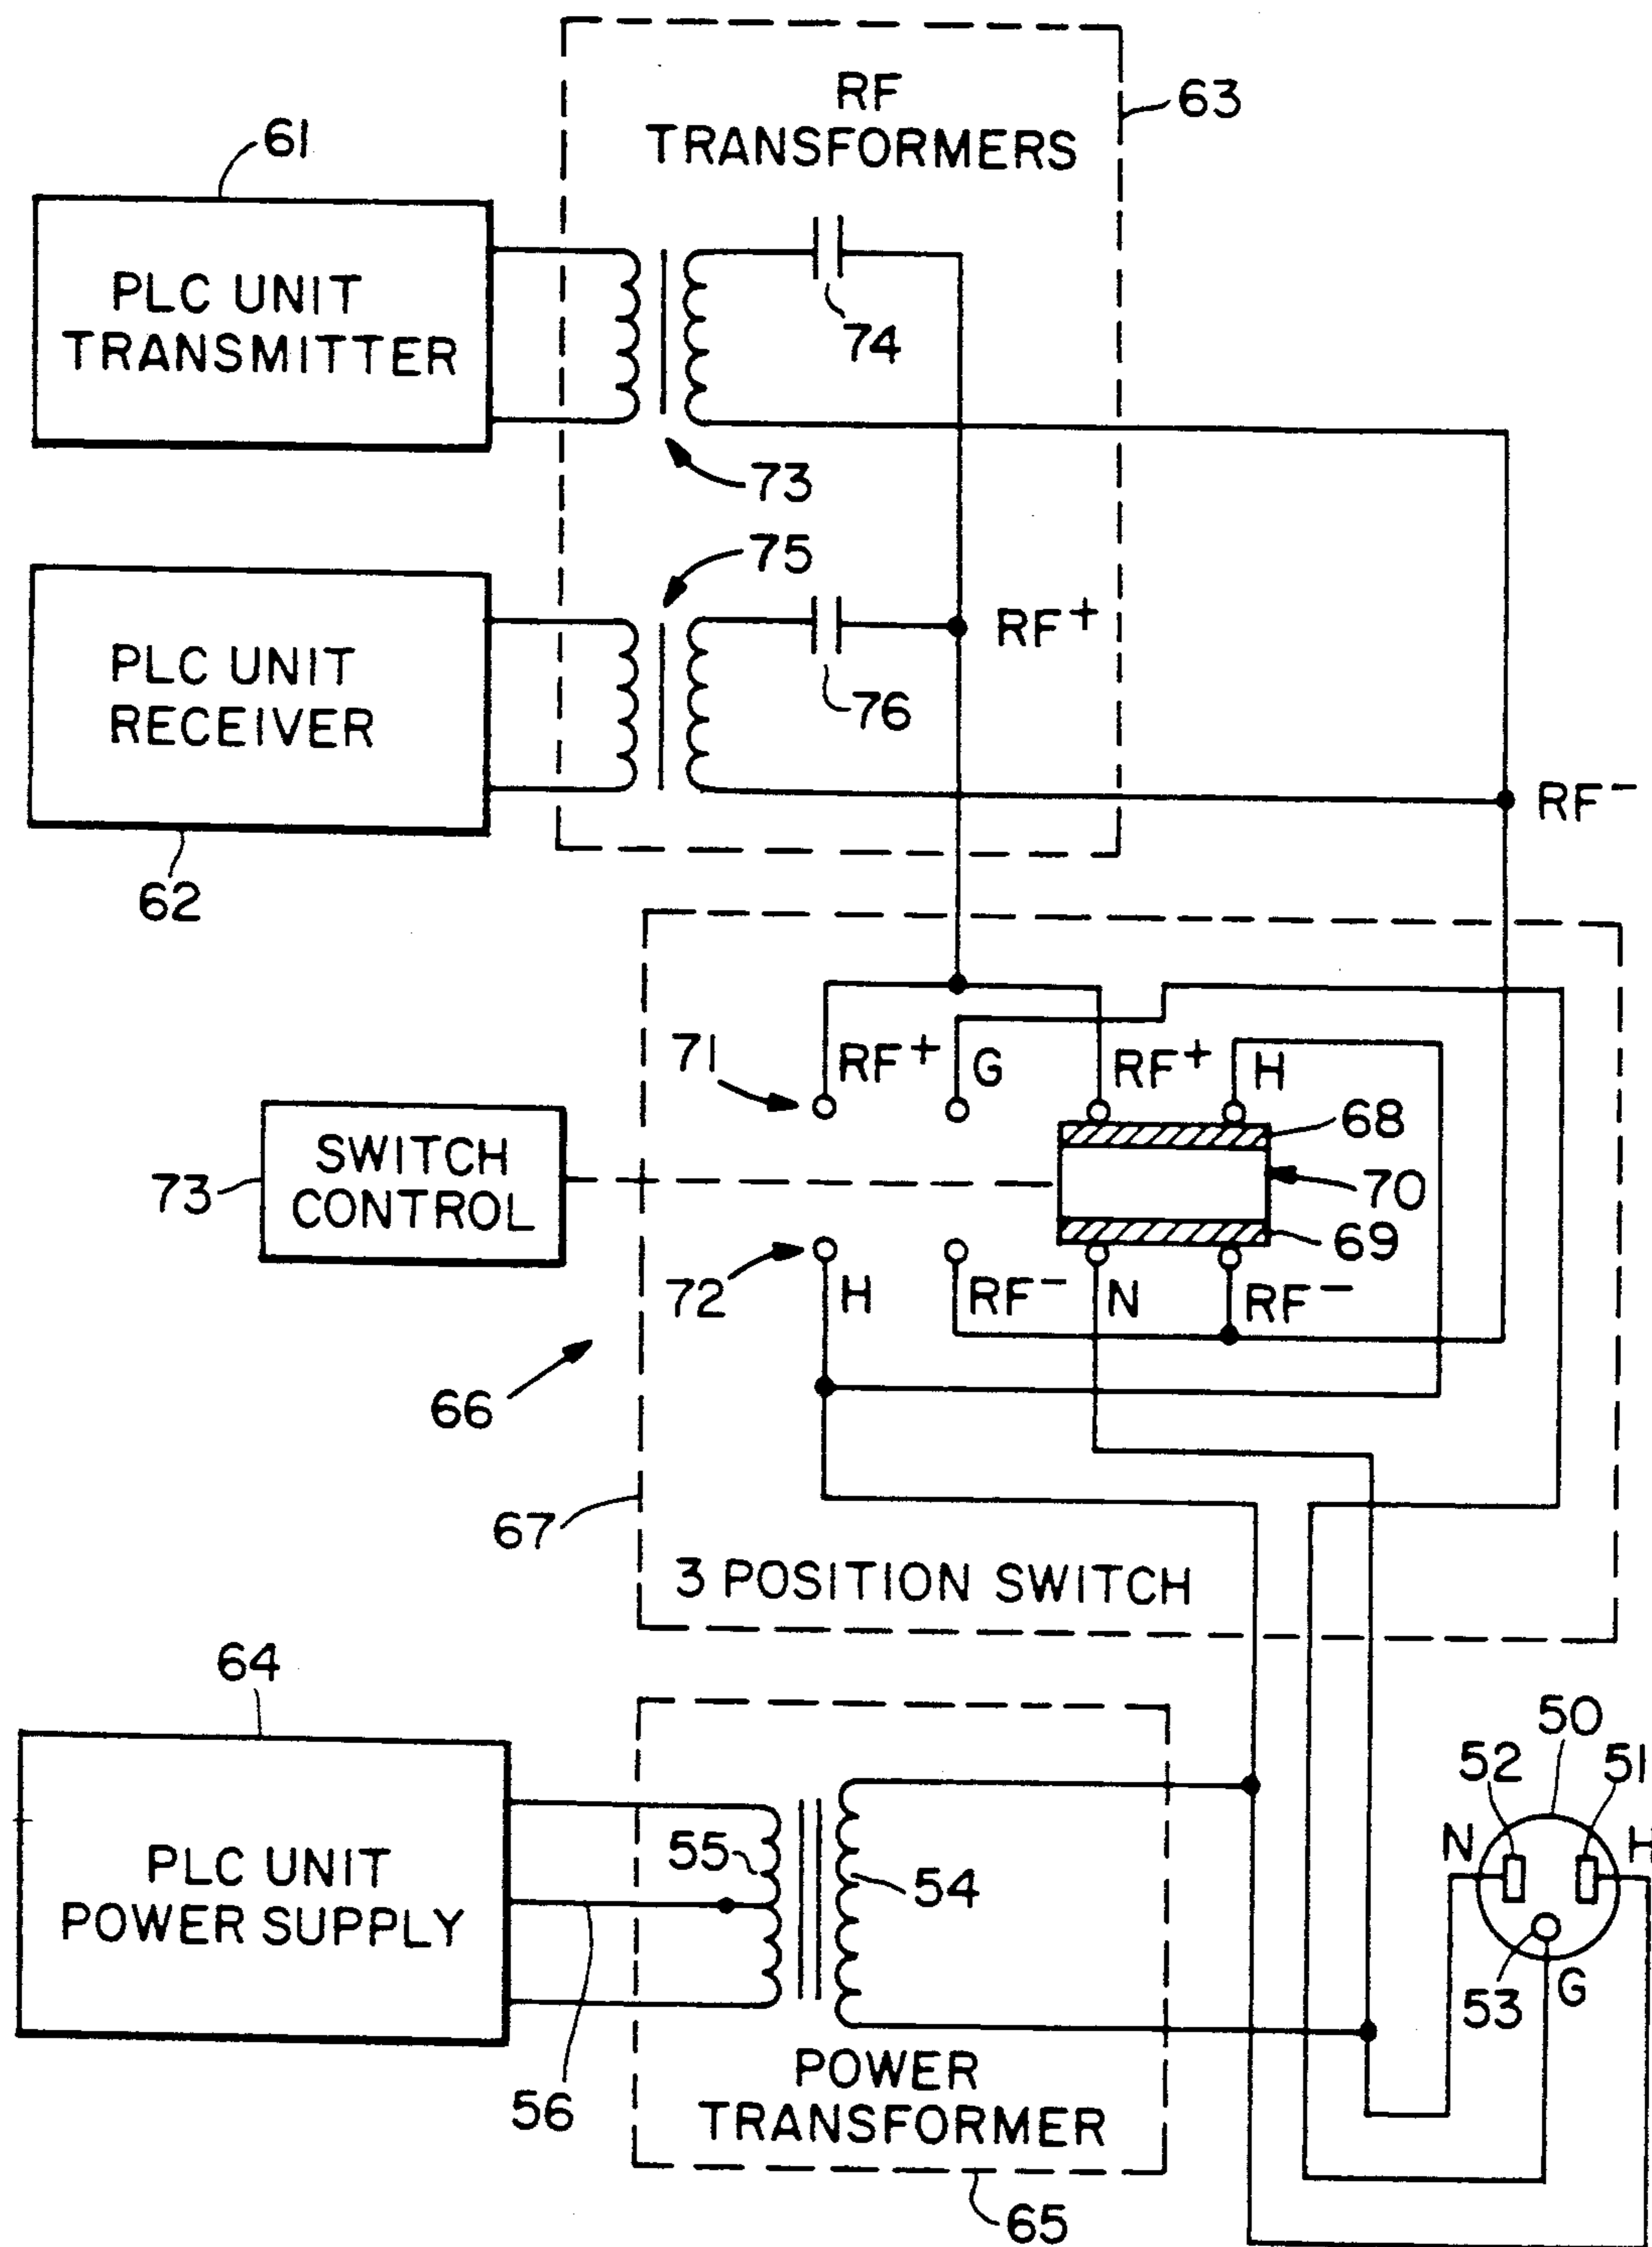 RF
TRANSFORMERS
63
61
PLC UNIT
TRANSMITTER
74
73
75
RF+
PLC UNIT
RECEIVER
76
RF-
62
71
RF+
G
RF+
H
68
SWITCH
CONTROL
73
70
69
72
H
RF-
N
RF-
66
67
3 POSITION SWITCH
64
50
52
51
N
H
PLC UNIT
POWER SUPPLY
55
54
53
G
56
POWER
TRANSFORMER
65